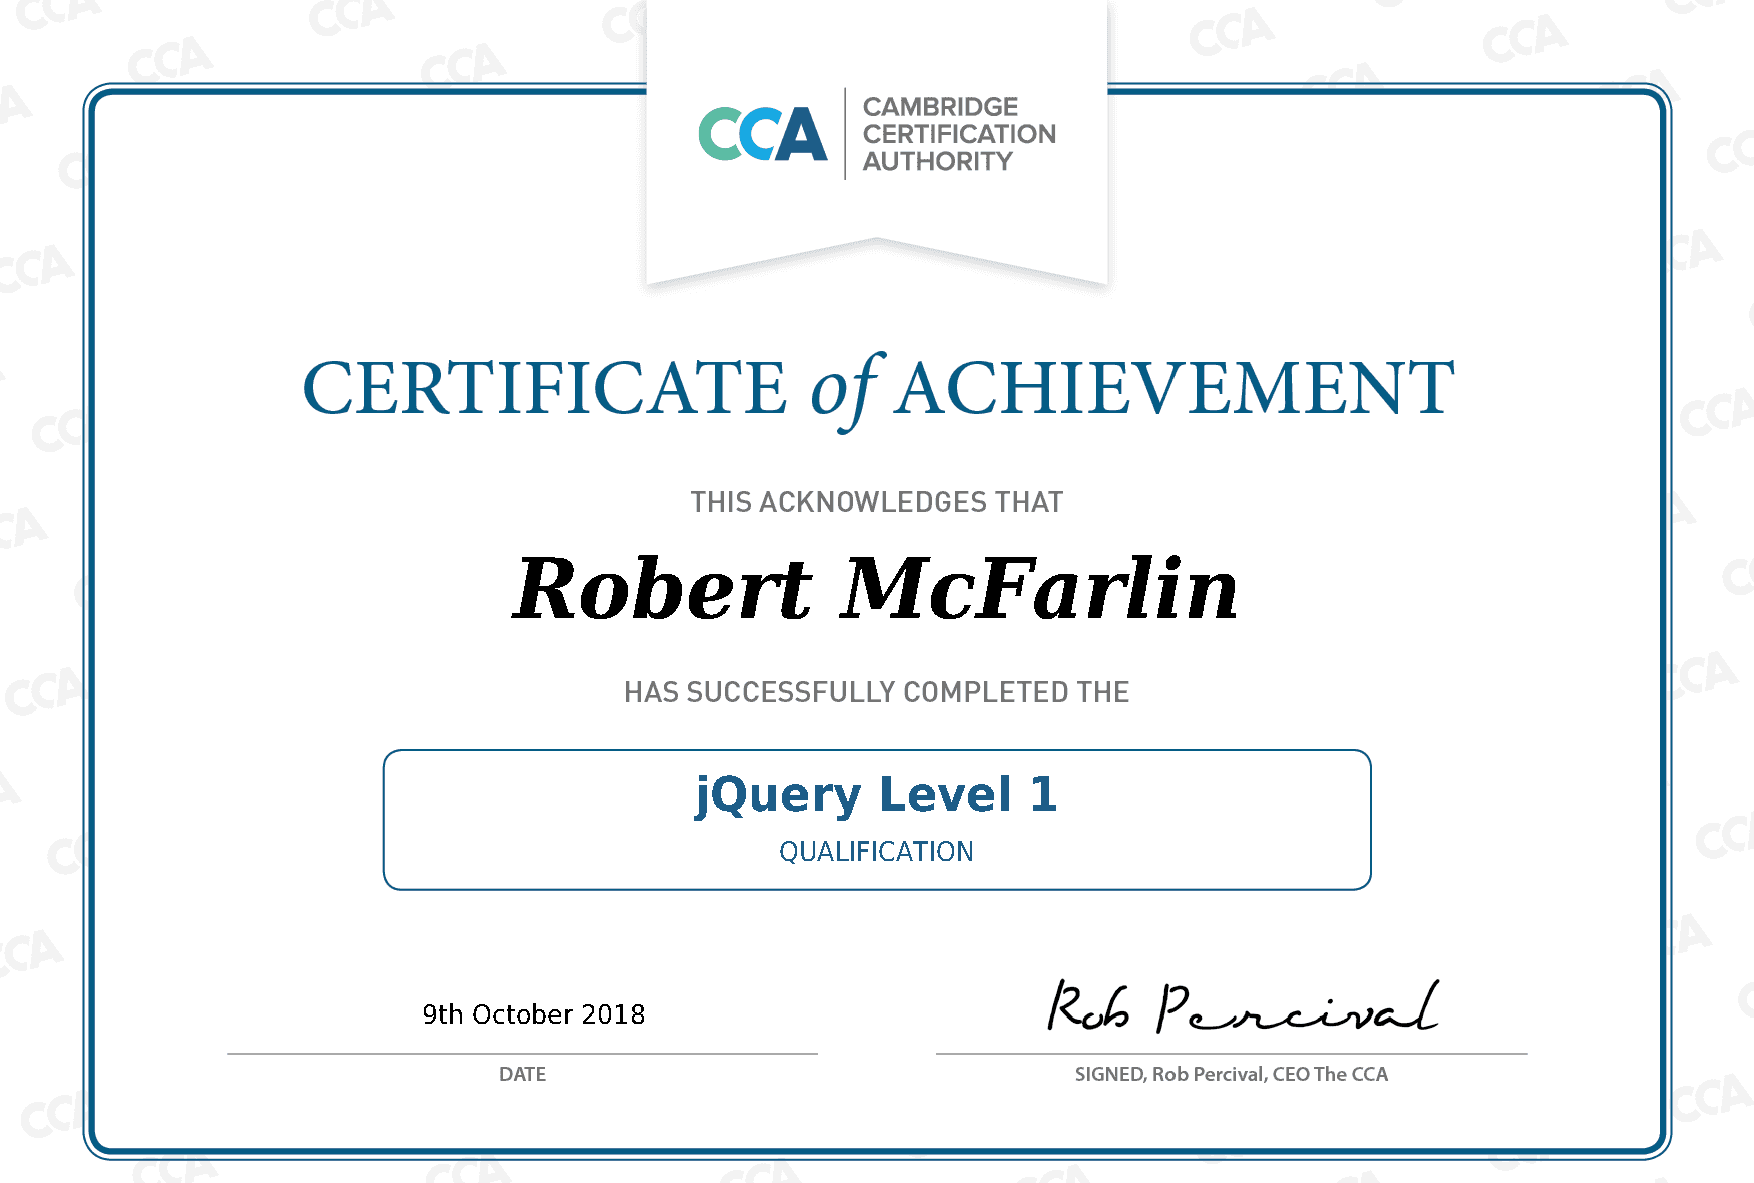 CCA
CAMBRIDGE
CERTIFICATION
AUTHORITY
CERTIFICATE of ACHIEVEMENT
THIS ACKNOWLEDGES THAT
Robert McFarlin
HAS SUCCESSFULLY COMPLETED THE
jQuery Level 1
QUALIFICATION
9th October 2018
Rob Percival
DATE
SIGNED, Rob Percival, CEO The CCA